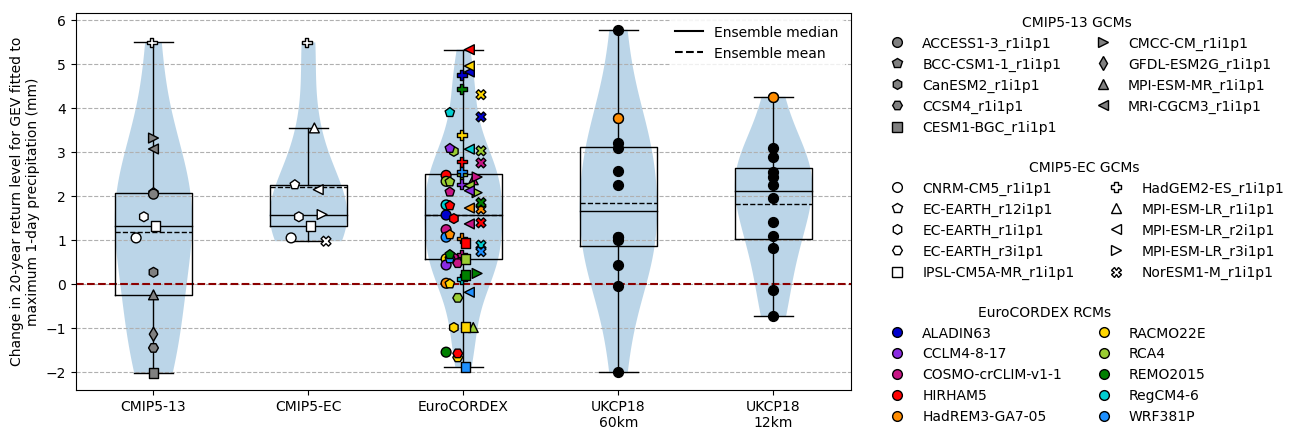 Change in 20-year return level for GEV fitted to
maximum 1-day precipitation (mm)
6
5
4
3
2
1
0
−1
−2
Ensemble median
Ensemble mean
CMIP5-13
CMIP5-EC
EuroCORDEX
UKCP18
60km
UKCP18
12km
CMIP5-13 GCMs
ACCESS1-3_r1i1p1
BCC-CSM1-1_r1i1p1
CanESM2_r1i1p1
CCSM4_r1i1p1
CESM1-BGC_r1i1p1
CMCC-CM_r1i1p1
GFDL-ESM2G_r1i1p1
MPI-ESM-MR_r1i1p1
MRI-CGCM3_r1i1p1
CMIP5-EC GCMs
CNRM-CM5_r1i1p1
EC-EARTH_r12i1p1
EC-EARTH_r1i1p1
EC-EARTH_r3i1p1
IPSL-CM5A-MR_r1i1p1
HadGEM2-ES_r1i1p1
MPI-ESM-LR_r1i1p1
MPI-ESM-LR_r2i1p1
MPI-ESM-LR_r3i1p1
NorESM1-M_r1i1p1
EuroCORDEX RCMs
ALADIN63
CCLM4-8-17
COSMO-crCLIM-v1-1
HIRHAM5
HadREM3-GA7-05
RACMO22E
RCA4
REMO2015
RegCM4-6
WRF381P